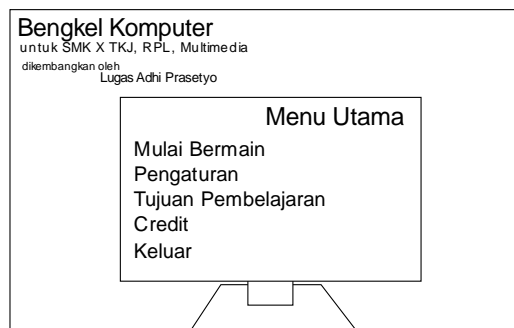 Bengkel Komputer
untuk SMK X TKJ, RPL, Multimedia
dikembangkan oleh
Lugas Adhi Prasetyo
Menu Utama
Mulai Bermain
Pengaturan
Tujuan Pembelajaran
Credit
Keluar